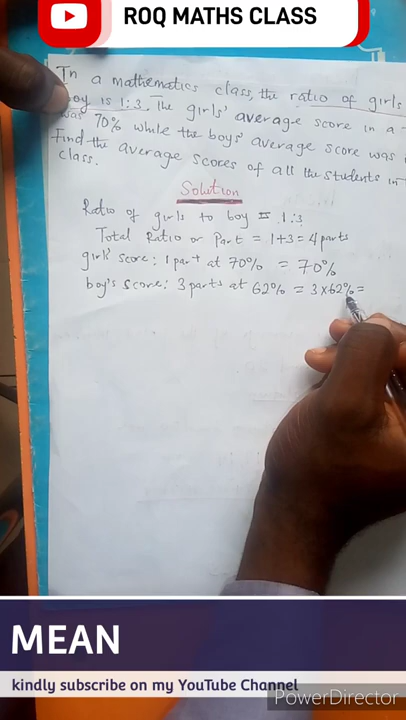 ROQ MATHS CLASS
In a mathematics class, the ratio of girls
boy is 1:3. The girls' average score in a
was 70% while the boys' average score was
Find the average scores of all the students in
class.
Solution
Ratio of girls to boy = 1:3
Total Ratio or Part = 1+3 = 4 parts
girls' score: 1 part at 70% = 70%
boy's score: 3 parts at 62% = 3×62% =
MEAN
kindly subscribe on my YouTube Channel
PowerDirector